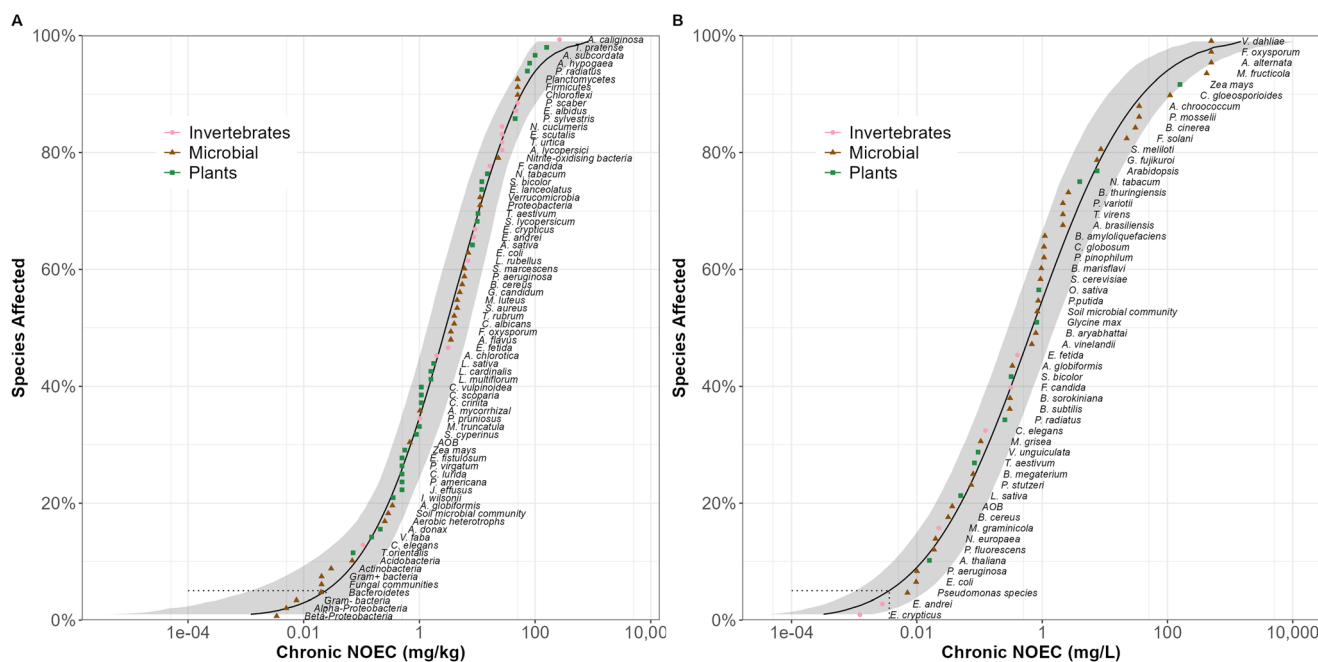 A
100%
80%
60%
40%
20%
0%
Species Affected
Invertebrates
Microbial
Plants
A. caliginosa
T. pratense
A. subcordata
A. hypogaea
P. radiatus
Planctomycetes
Firmicutes
Chloroflexi
P. scaber
E. albidus
P. sylvestris
N. cucumeris
E. scutalis
T. urtica
A. lycopersici
Nitrite-oxidising bacteria
F. candida
N. tabacum
S. bicolor
E. lanceolatus
Verrucomicrobia
Proteobacteria
T. aestivum
S. lycopersicum
E. crypticus
E. andrei
A. sativa
E. coli
L. rubellus
S. marcescens
P. aeruginosa
B. cereus
G. candidum
M. luteus
S. aureus
T. rubrum
C. albicans
F. oxysporum
A. flavus
E. fetida
A. chlorotica
L. sativa
L. cardinalis
L. multiflorum
C. vulpinoidea
C. scoparia
C. crinita
A. mycorrhizal
P. pruniosus
M. truncatula
S. cyperinus
AOB
Zea mays
E. fistulosum
P. virgatum
C. lurida
P. americana
J. effusus
I. wilsonii
A. globiformis
Soil microbial community
Aerobic heterotrophs
A. donax
V. faba
C. elegans
T.orientalis
Acidobacteria
Actinobacteria
Gram+ bacteria
Fungal communities
Bacteroidetes
Gram- bacteria
Alpha-Proteobacteria
Beta-Proteobacteria
1e-04
0.01
1
100
10,00
Chronic NOEC (mg/kg)
B
100%
80%
60%
40%
20%
0%
Species Affected
Invertebrates
Microbial
Plants
V. dahliae
F. oxysporum
A. alternata
M. fructicola
Zea mays
C. gloeosporioides
A. chroococcum
P. mosselii
B. cinerea
F. solani
S. meliloti
G. fujikuroi
Arabidopsis
N. tabacum
B. thuringiensis
P. variotii
T. virens
A. brasiliensis
B. amyloliquefaciens
C. globosum
P. pinophilum
B. marisflavi
S. cerevisiae
O. sativa
P.putida
Soil microbial community
Glycine max
B. aryabhattai
A. vinelandii
E. fetida
A. globiformis
S. bicolor
F. candida
B. sorokiniana
B. subtilis
P. radiatus
C. elegans
M. grisea
V. unguiculata
T. aestivum
B. megaterium
P. stutzeri
L. sativa
AOB
B. cereus
M. graminicola
N. europaea
P. fluorescens
A. thaliana
P. aeruginosa
E. coli
Pseudomonas species
E. andrei
E. crypticus
1e-04
0.01
1
100
10,000
Chronic NOEC (mg/L)